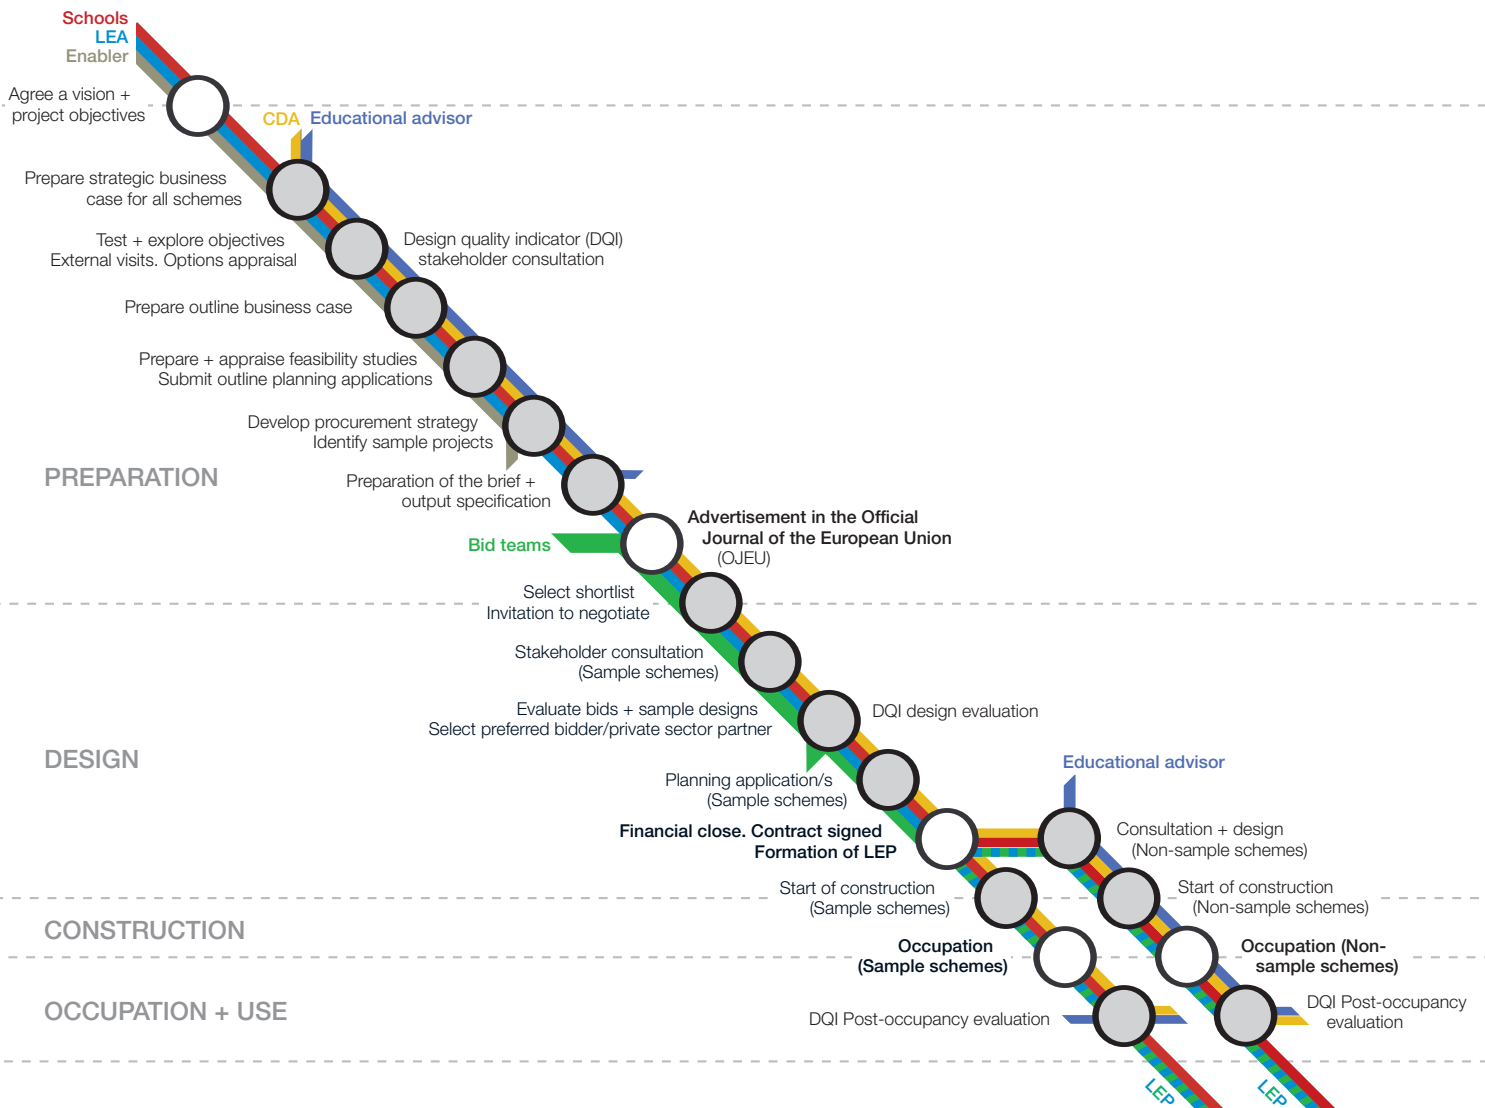 Schools
LEA
Enabler
Agree a vision +
project objectives
CDA
Educational advisor
Prepare strategic business
case for all schemes
Test + explore objectives
External visits. Options appraisal
Design quality indicator (DQI)
stakeholder consultation
Prepare outline business case
Prepare + appraise feasibility studies
Submit outline planning applications
Develop procurement strategy
Identify sample projects
PREPARATION
Preparation of the brief +
output specification
Bid teams
Advertisement in the Official
Journal of the European Union
(OJEU)
Select shortlist
Invitation to negotiate
Stakeholder consultation
(Sample schemes)
Evaluate bids + sample designs
Select preferred bidder/private sector partner
DQI design evaluation
DESIGN
Planning application/s
(Sample schemes)
Educational advisor
Financial close. Contract signed
Formation of LEP
Consultation + design
(Non-sample schemes)
Start of construction
(Sample schemes)
Start of construction
(Non-sample schemes)
CONSTRUCTION
Occupation
(Sample schemes)
Occupation (Non-
sample schemes)
OCCUPATION + USE
DQI Post-occupancy evaluation
DQI Post-occupancy
evaluation
LEP
LEP